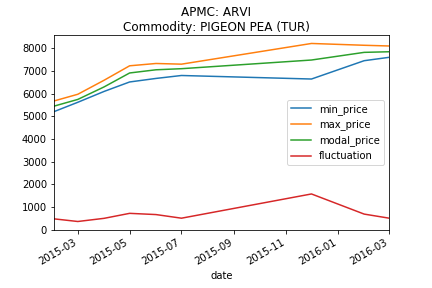 APMC: ARVI
Commodity: PIGEON PEA (TUR)
8000
7000
6000
5000
4000
3000
2000
1000
0
min_price
max_price
modal_price
fluctuation
2015-03
2015-05
2015-07
2015-09
2015-11
2016-01
2016-03
date